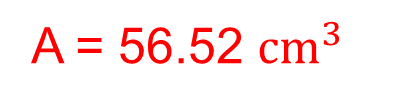 A = 56.52 cm³